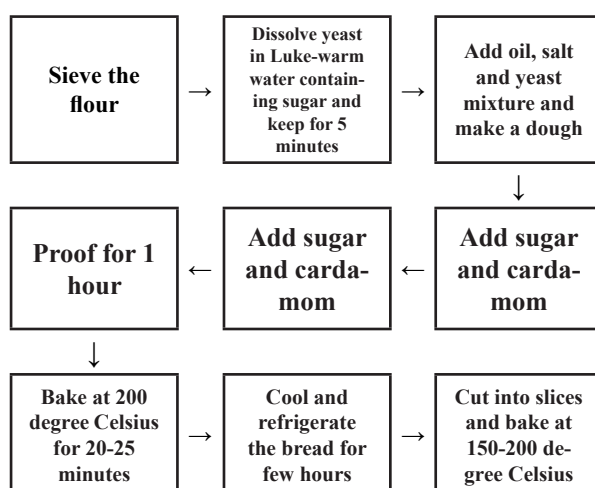 Sieve the
flour
Dissolve yeast
in Luke-warm
water contain-
ing sugar and
keep for 5
minutes
Add oil, salt
and yeast
mixture and
make a dough
Proof for 1
hour
Add sugar
and carda-
mom
Add sugar
and carda-
mom
Bake at 200
degree Celsius
for 20-25
minutes
Cool and
refrigerate
the bread for
few hours
Cut into slices
and bake at
150-200 de-
gree Celsius